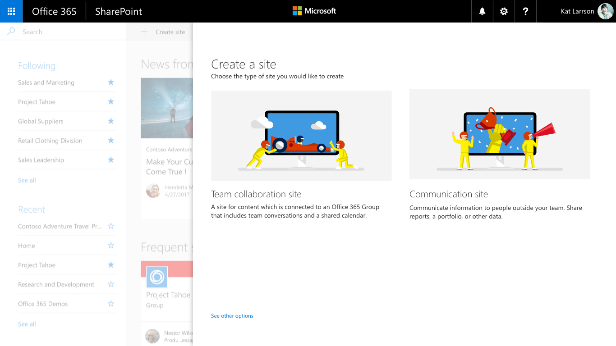 Office 365 SharePoint Microsoft Kat Larson
Search
Create site
Following
Sales and Marketing
Project Tahoe
Global Suppliers
Retail Clothing Division
Sales Leadership
See all
Recent
Contoso Adventure Travel Pr...
Home
Project Tahoe
Research and Development
Office 365 Demos
See all
News from
Contoso Adventure
Make Your Cu
Come True !
Henrietta M
Frequent
Project Tahoe
Group
Create a site
Choose the type of site you would like to create
Team collaboration site
A site for content which is connected to an Office 365 Group
that includes team conversations and a shared calendar.
Communication site
Communicate information to people outside your team. Share
reports, a portfolio, or other data.
See other options